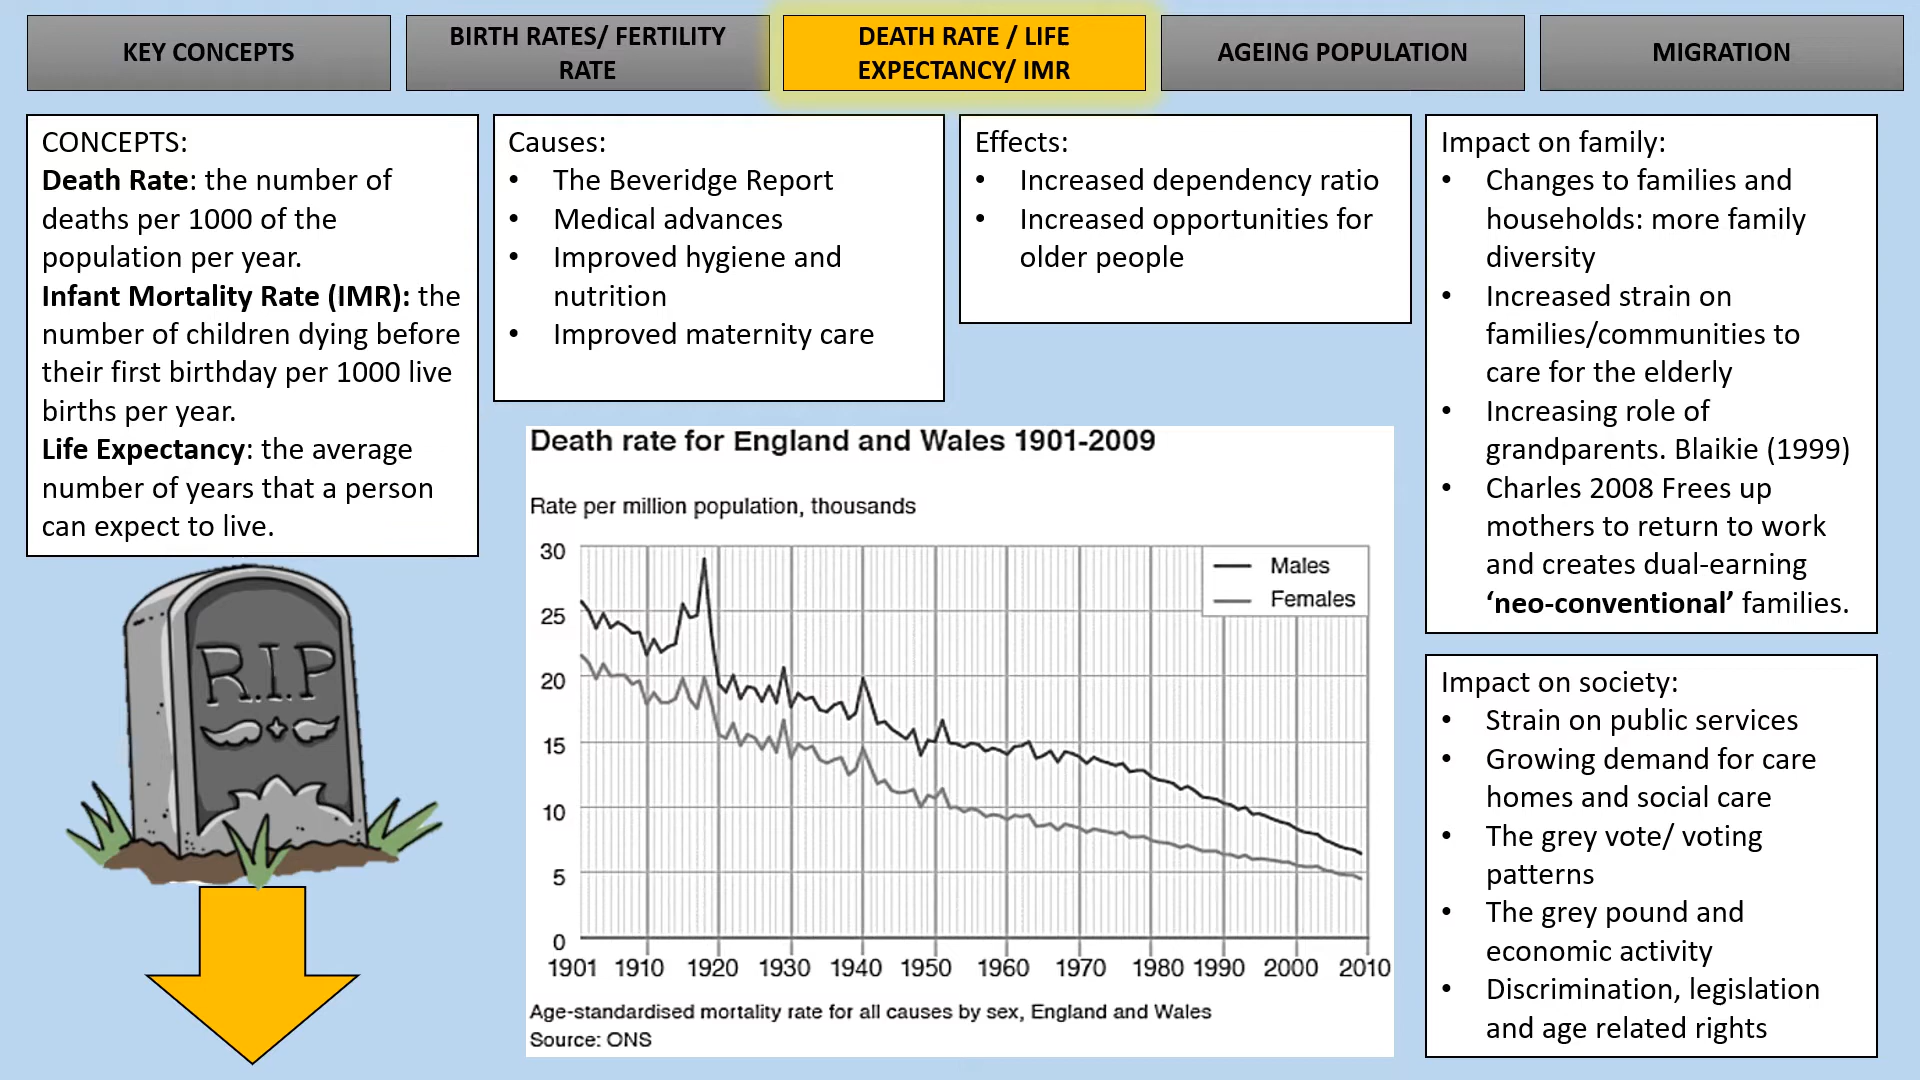 KEY CONCEPTS
BIRTH RATES/ FERTILITY
RATE
DEATH RATE / LIFE
EXPECTANCY/ IMR
AGEING POPULATION
MIGRATION
CONCEPTS:
Death Rate: the number of
deaths per 1000 of the
population per year.
Infant Mortality Rate (IMR): the
number of children dying before
their first birthday per 1000 live
births per year.
Life Expectancy: the average
number of years that a person
can expect to live.
Causes:
• The Beveridge Report
• Medical advances
• Improved hygiene and
nutrition
• Improved maternity care
Effects:
• Increased dependency ratio
• Increased opportunities for
older people
Impact on family:
• Changes to families and
households: more family
diversity
• Increased strain on
families/communities to
care for the elderly
• Increasing role of
grandparents. Blaikie (1999)
• Charles 2008 Frees up
mothers to return to work
and creates dual-earning
‘neo-conventional’ families.
Impact on society:
• Strain on public services
• Growing demand for care
homes and social care
• The grey vote/ voting
patterns
• The grey pound and
economic activity
• Discrimination, legislation
and age related rights
R.I.P
Death rate for England and Wales 1901-2009
Rate per million population, thousands
30
25
20
15
10
5
0
Males
Females
1901 1910 1920 1930 1940 1950 1960 1970 1980 1990 2000 2010
Age-standardised mortality rate for all causes by sex, England and Wales
Source: ONS